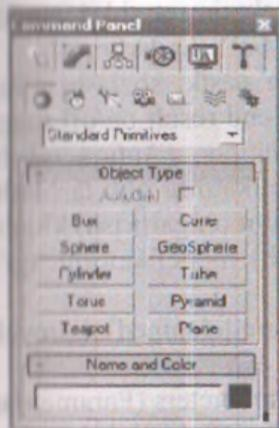 Command Panel
Standard Primitives
Object Type
AutoGrid
Box Cone
Sphere GeoSphere
Cylinder Tube
Torus Pyramid
Teapot Plane
Name and Color